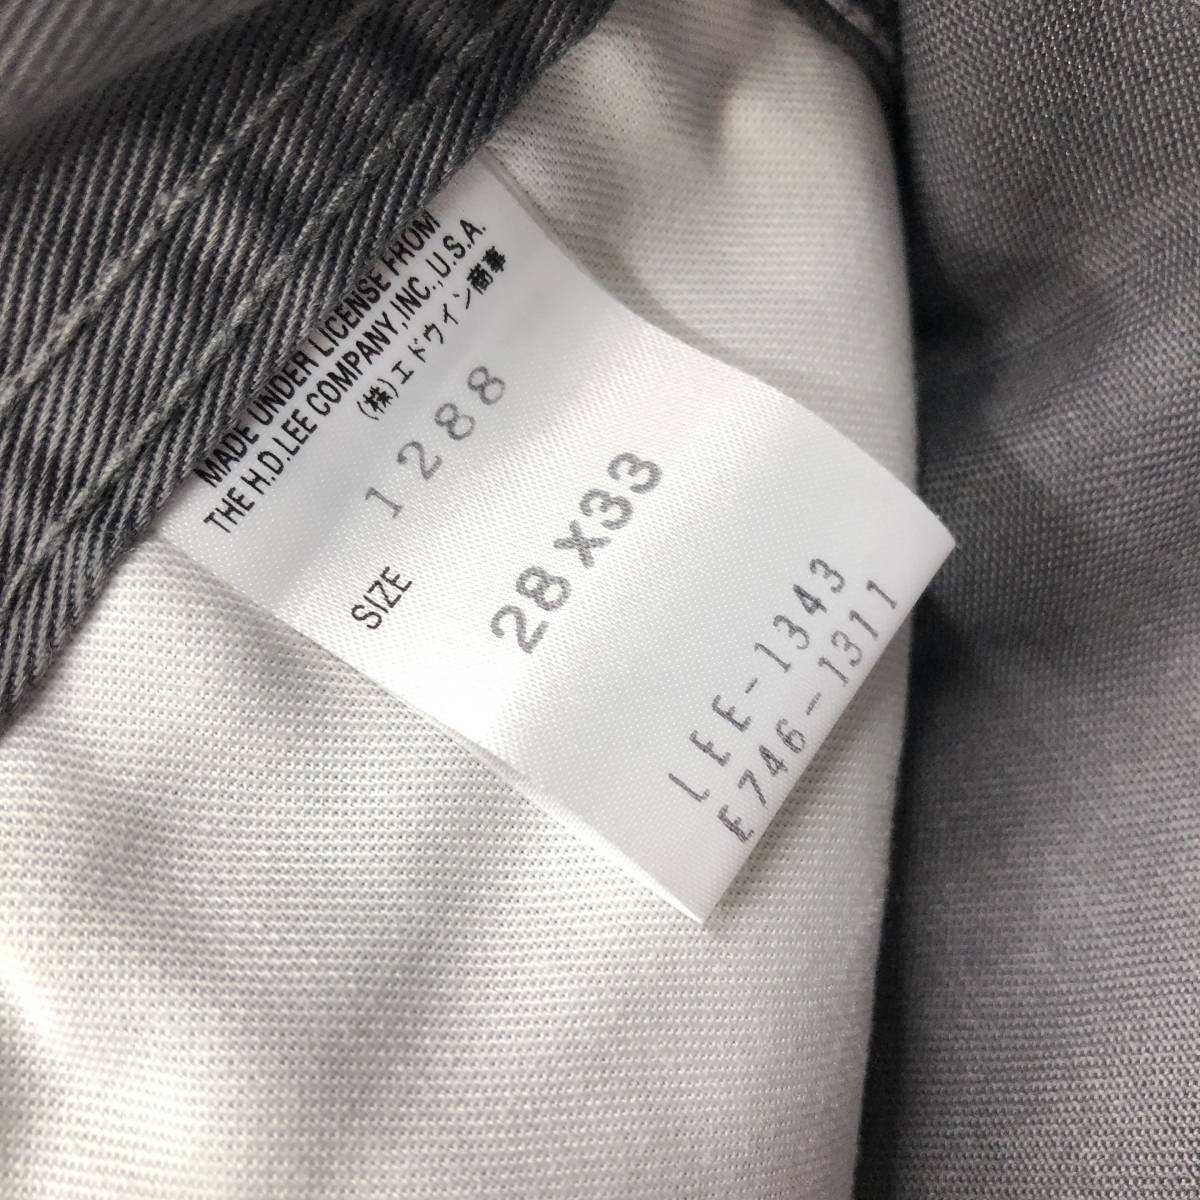 MADE UNDER LICENSE FROM
THE H.D.LEE COMPANY,INC.,U.S.A.
(株)エドウイン商事
1288
SIZE
28×33
LEE-1343
E746-1311